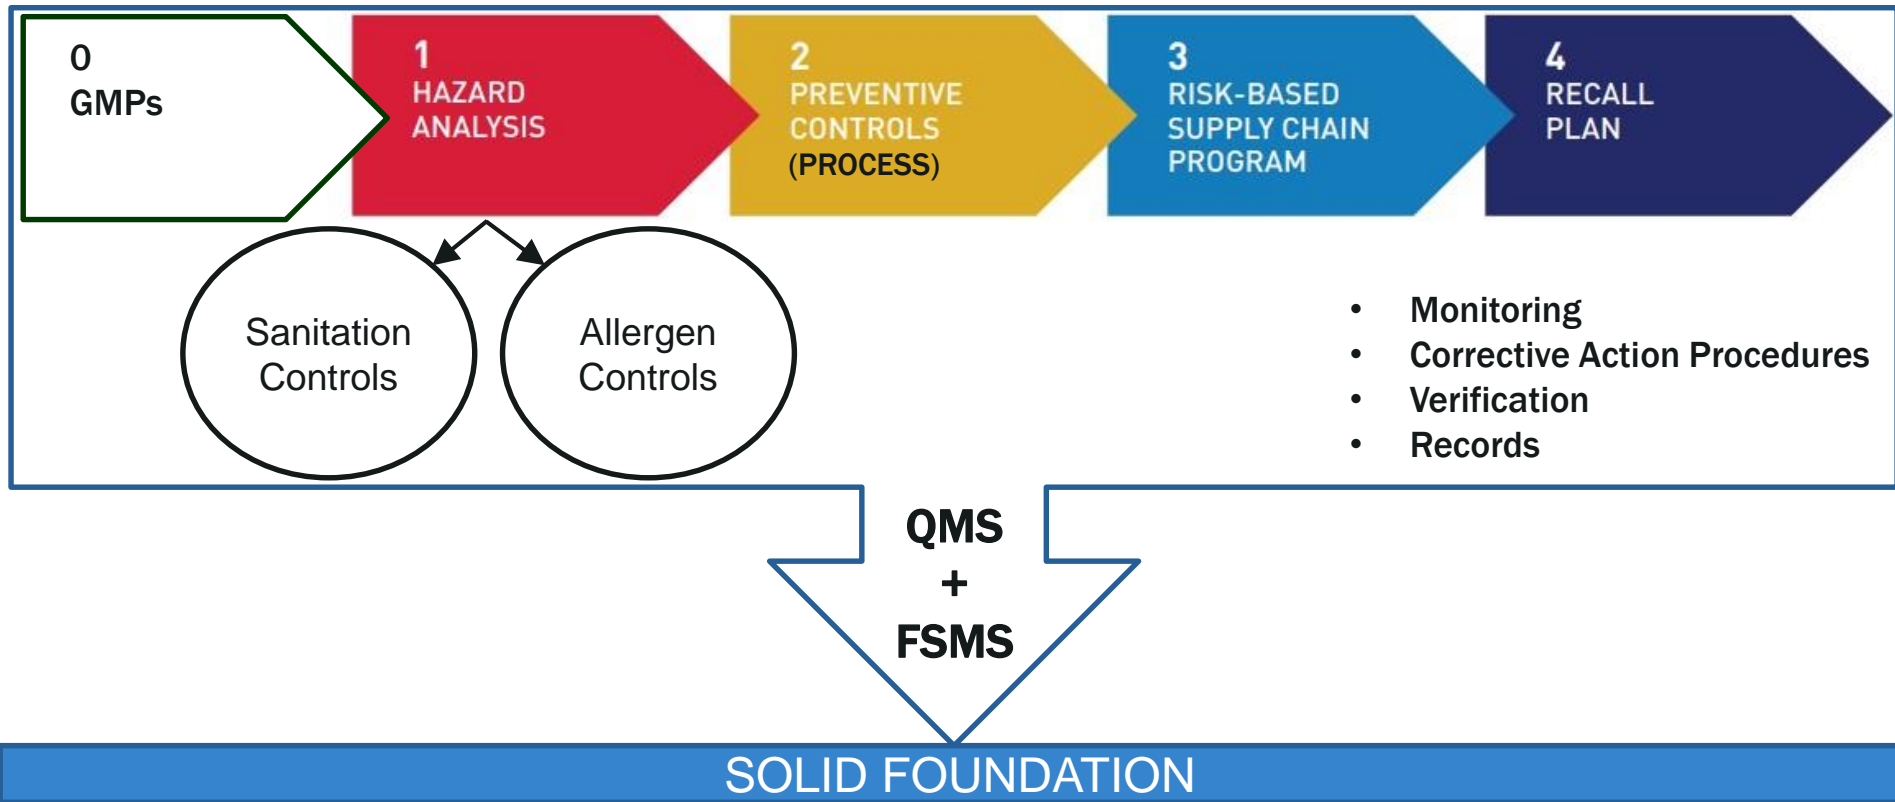 0
GMPs
1
HAZARD
ANALYSIS
2
PREVENTIVE
CONTROLS
(PROCESS)
3
RISK-BASED
SUPPLY CHAIN
PROGRAM
4
RECALL
PLAN
Sanitation
Controls
Allergen
Controls
• Monitoring
• Corrective Action Procedures
• Verification
• Records
QMS
+
FSMS
SOLID FOUNDATION